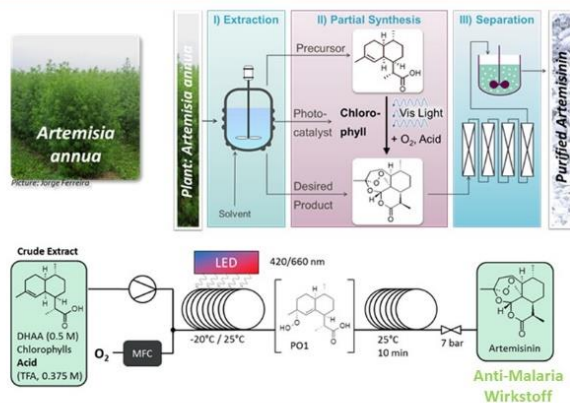 I) Extraction
II) Partial Synthesis
III) Separation
Artemisia
annua
Picture: Jorge Ferreira
Plant: Artemisia annua
Solvent
Precursor
Photo-
catalyst
Desired
Product
H
H
OH
O
Chloro-
phyll
Vis Light
+ O₂, Acid
Purified Artemisinin
Crude Extract
DHAA (0.5 M)
Chlorophylls
Acid
(TFA, 0.375 M)
O₂
MFC
LED
420/660 nm
-20°C / 25°C
PO1
25°C
10 min
7 bar
Artemisinin
Anti-Malaria
Wirkstoff